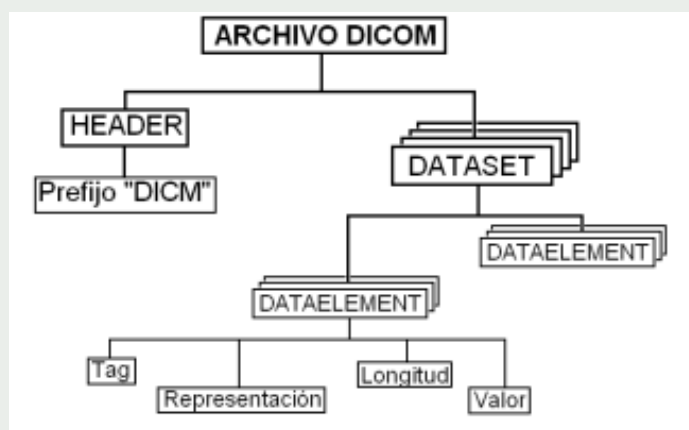 ARCHIVO DICOM
HEADER
Prefijo "DICM"
DATASET
DATAELEMENT
DATAELEMENT
Tag
Representación
Longitud
Valor